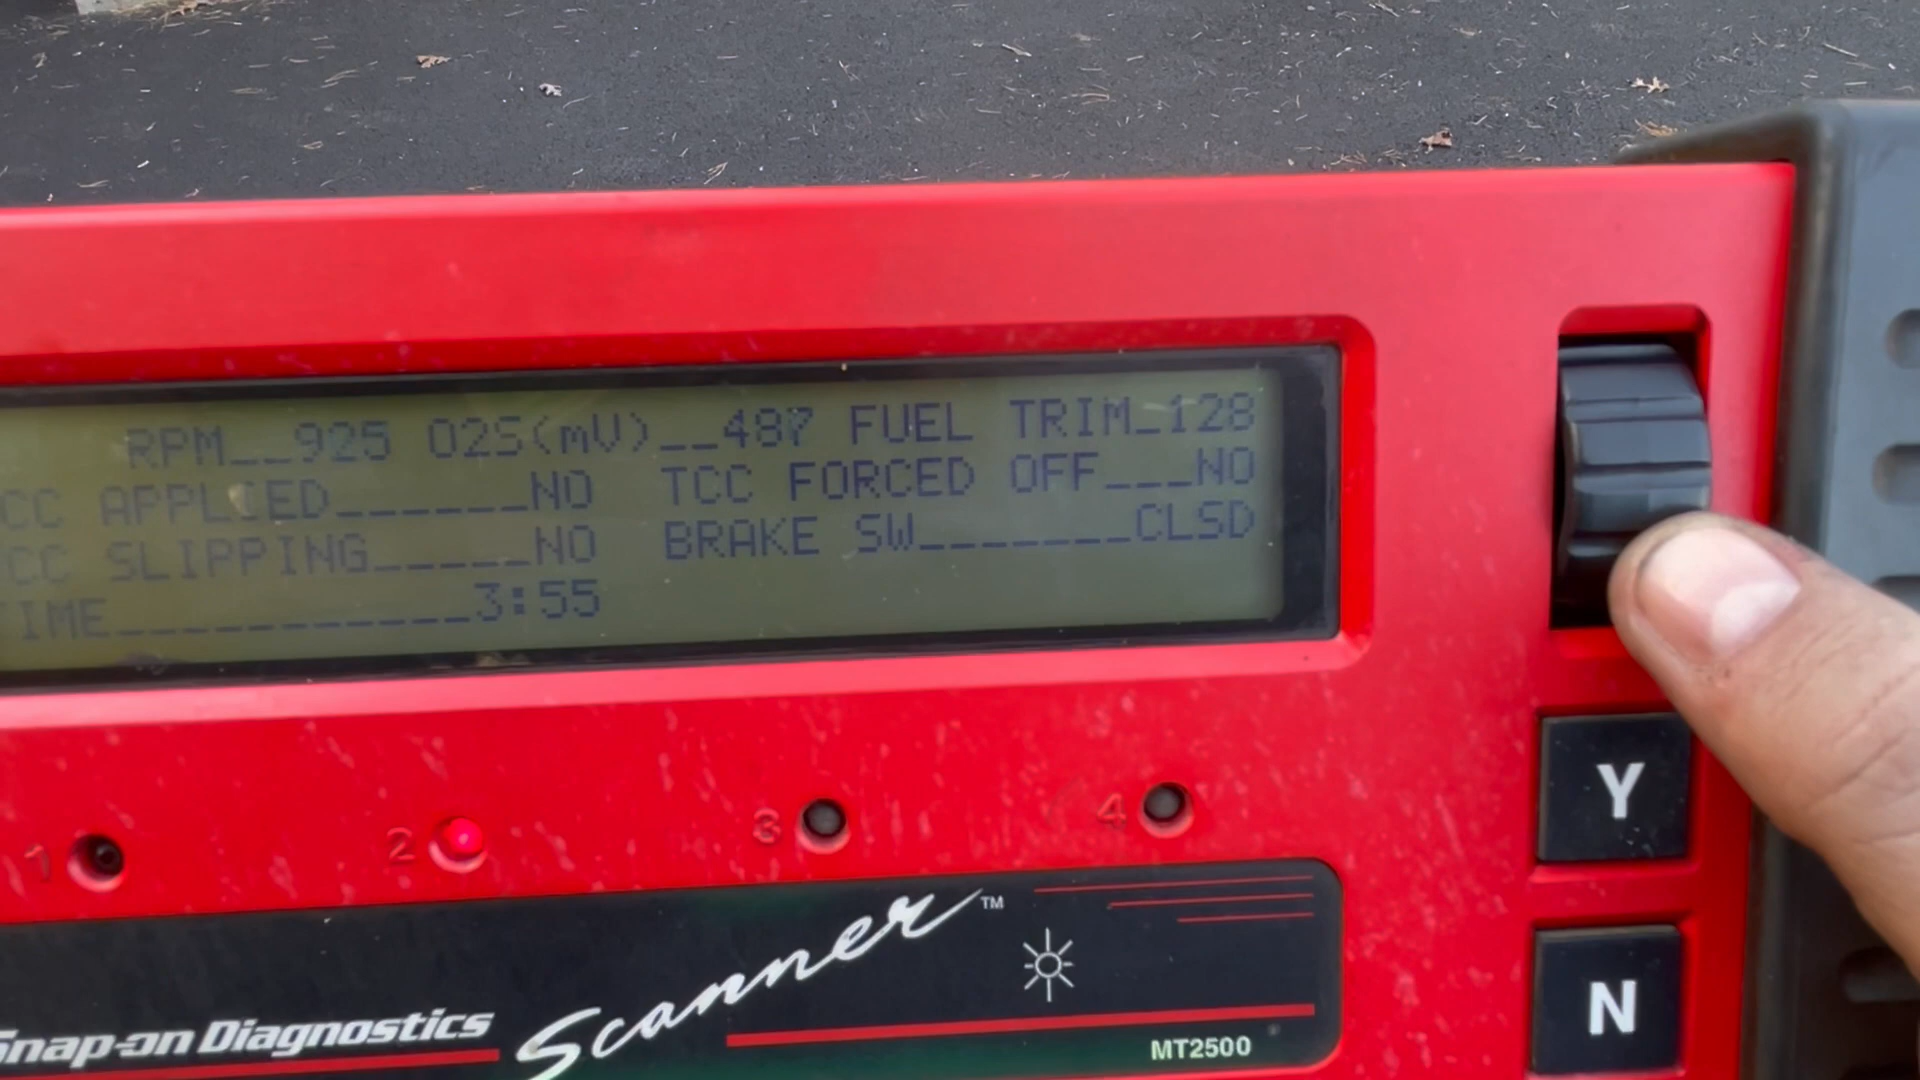 RPM__925 O2S(mV)__487 FUEL TRIM_128
CC APPLIED______NO TCC FORCED OFF___NO
CC SLIPPING_____NO BRAKE SW_______CLSD
TIME___________3:55
1 2 3 4
Snap-on Diagnostics Scanner™
MT2500
Y
N